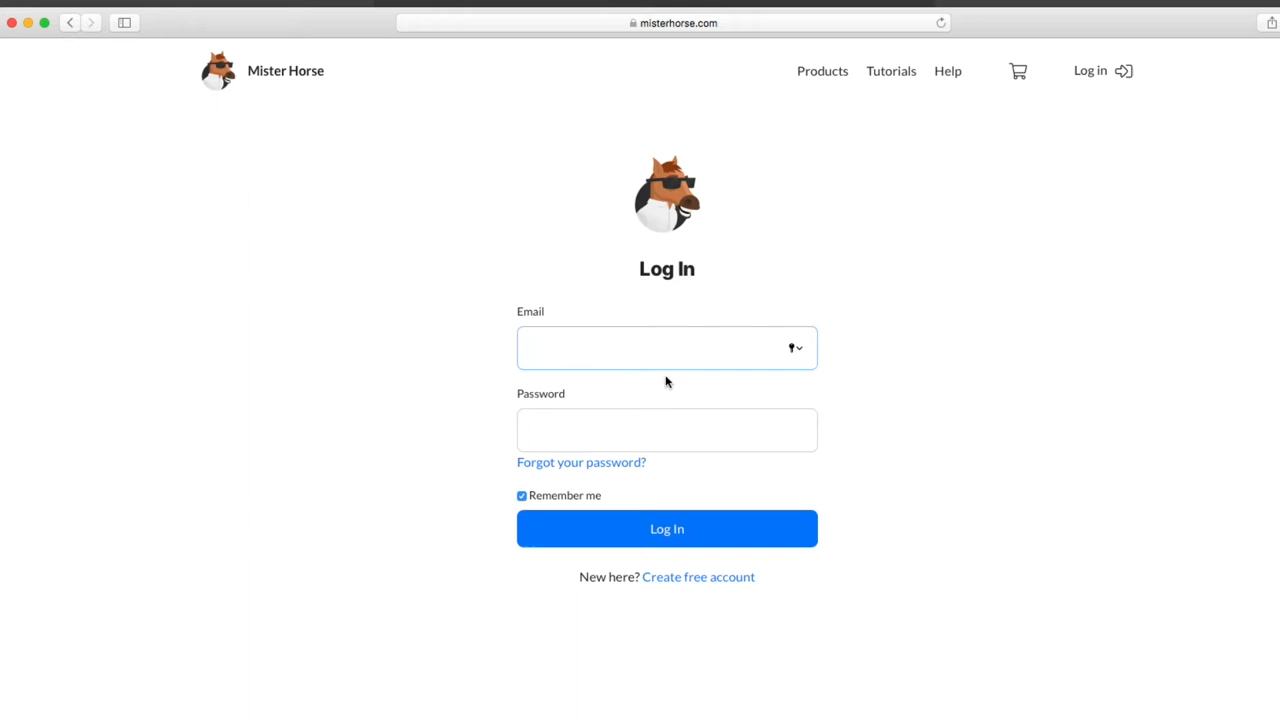 misterhorse.com
Mister Horse
Products Tutorials Help Log in
Log In
Email
Password
Forgot your password?
Remember me
Log In
New here? Create free account